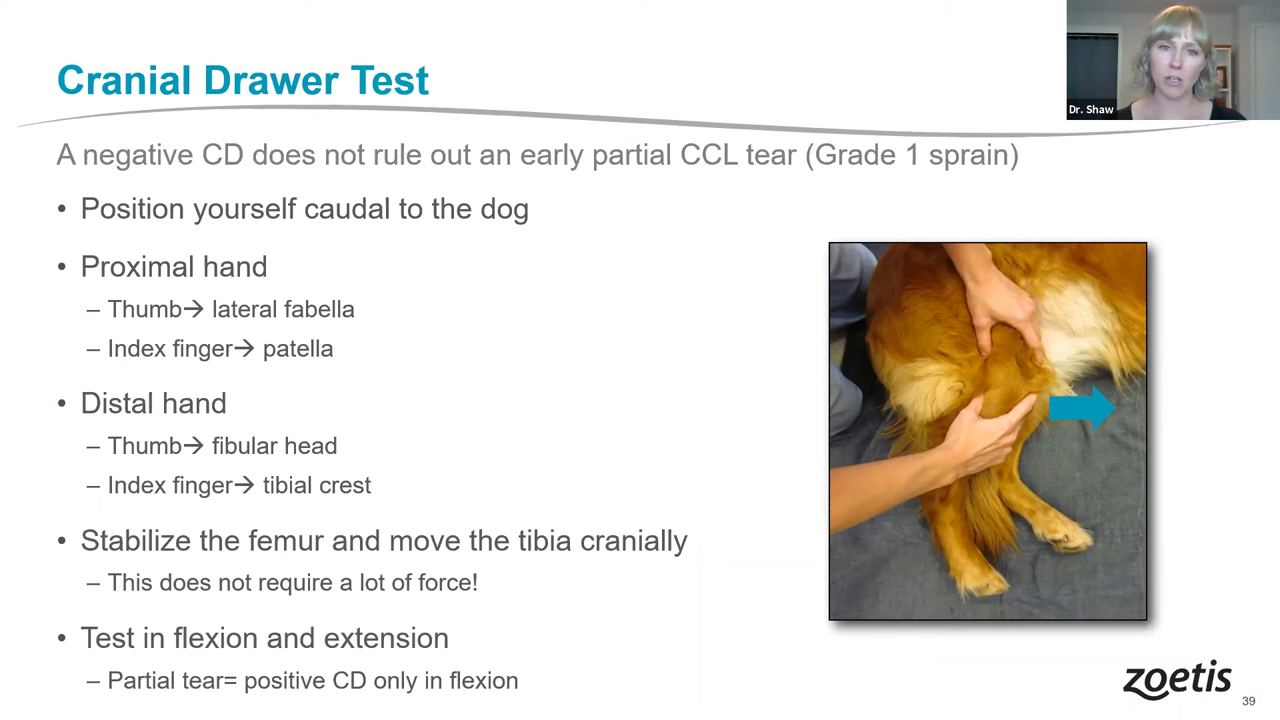 Dr. Shaw
Cranial Drawer Test
A negative CD does not rule out an early partial CCL tear (Grade 1 sprain)
• Position yourself caudal to the dog
• Proximal hand
– Thumb→ lateral fabella
– Index finger→ patella
• Distal hand
– Thumb→ fibular head
– Index finger→ tibial crest
• Stabilize the femur and move the tibia cranially
– This does not require a lot of force!
• Test in flexion and extension
– Partial tear= positive CD only in flexion
zoetis
39